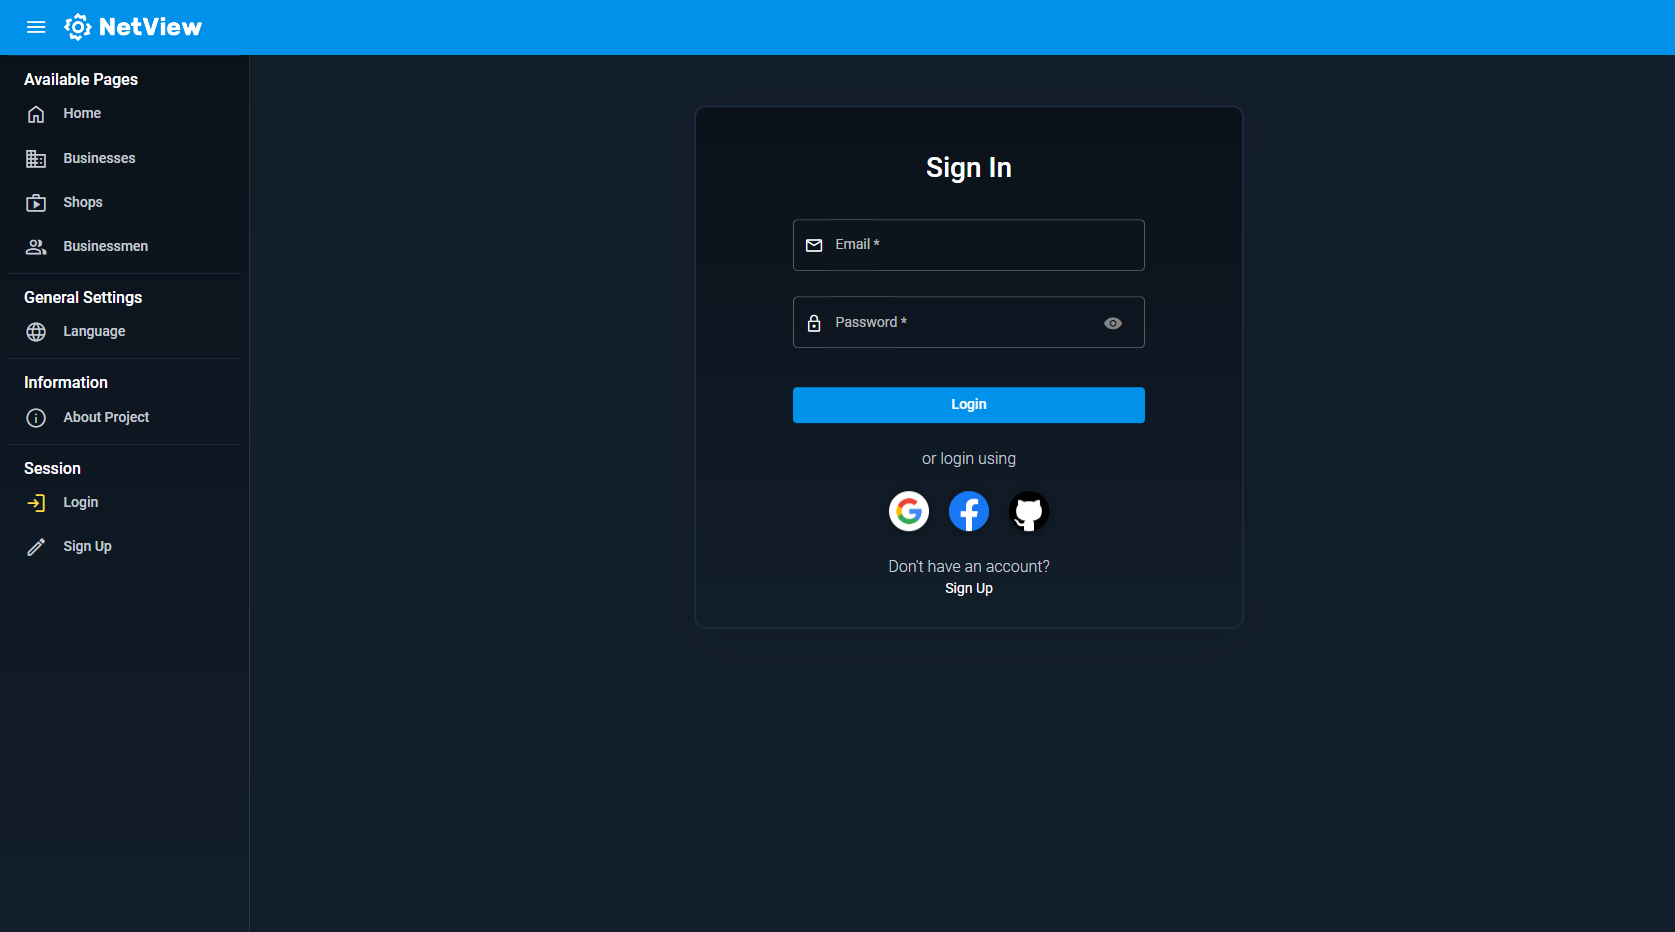 NetView
Available Pages
Home
Businesses
Shops
Businessmen
General Settings
Language
Information
About Project
Session
Login
Sign Up
Sign In
Email *
Password *
Login
or login using
Don't have an account?
Sign Up